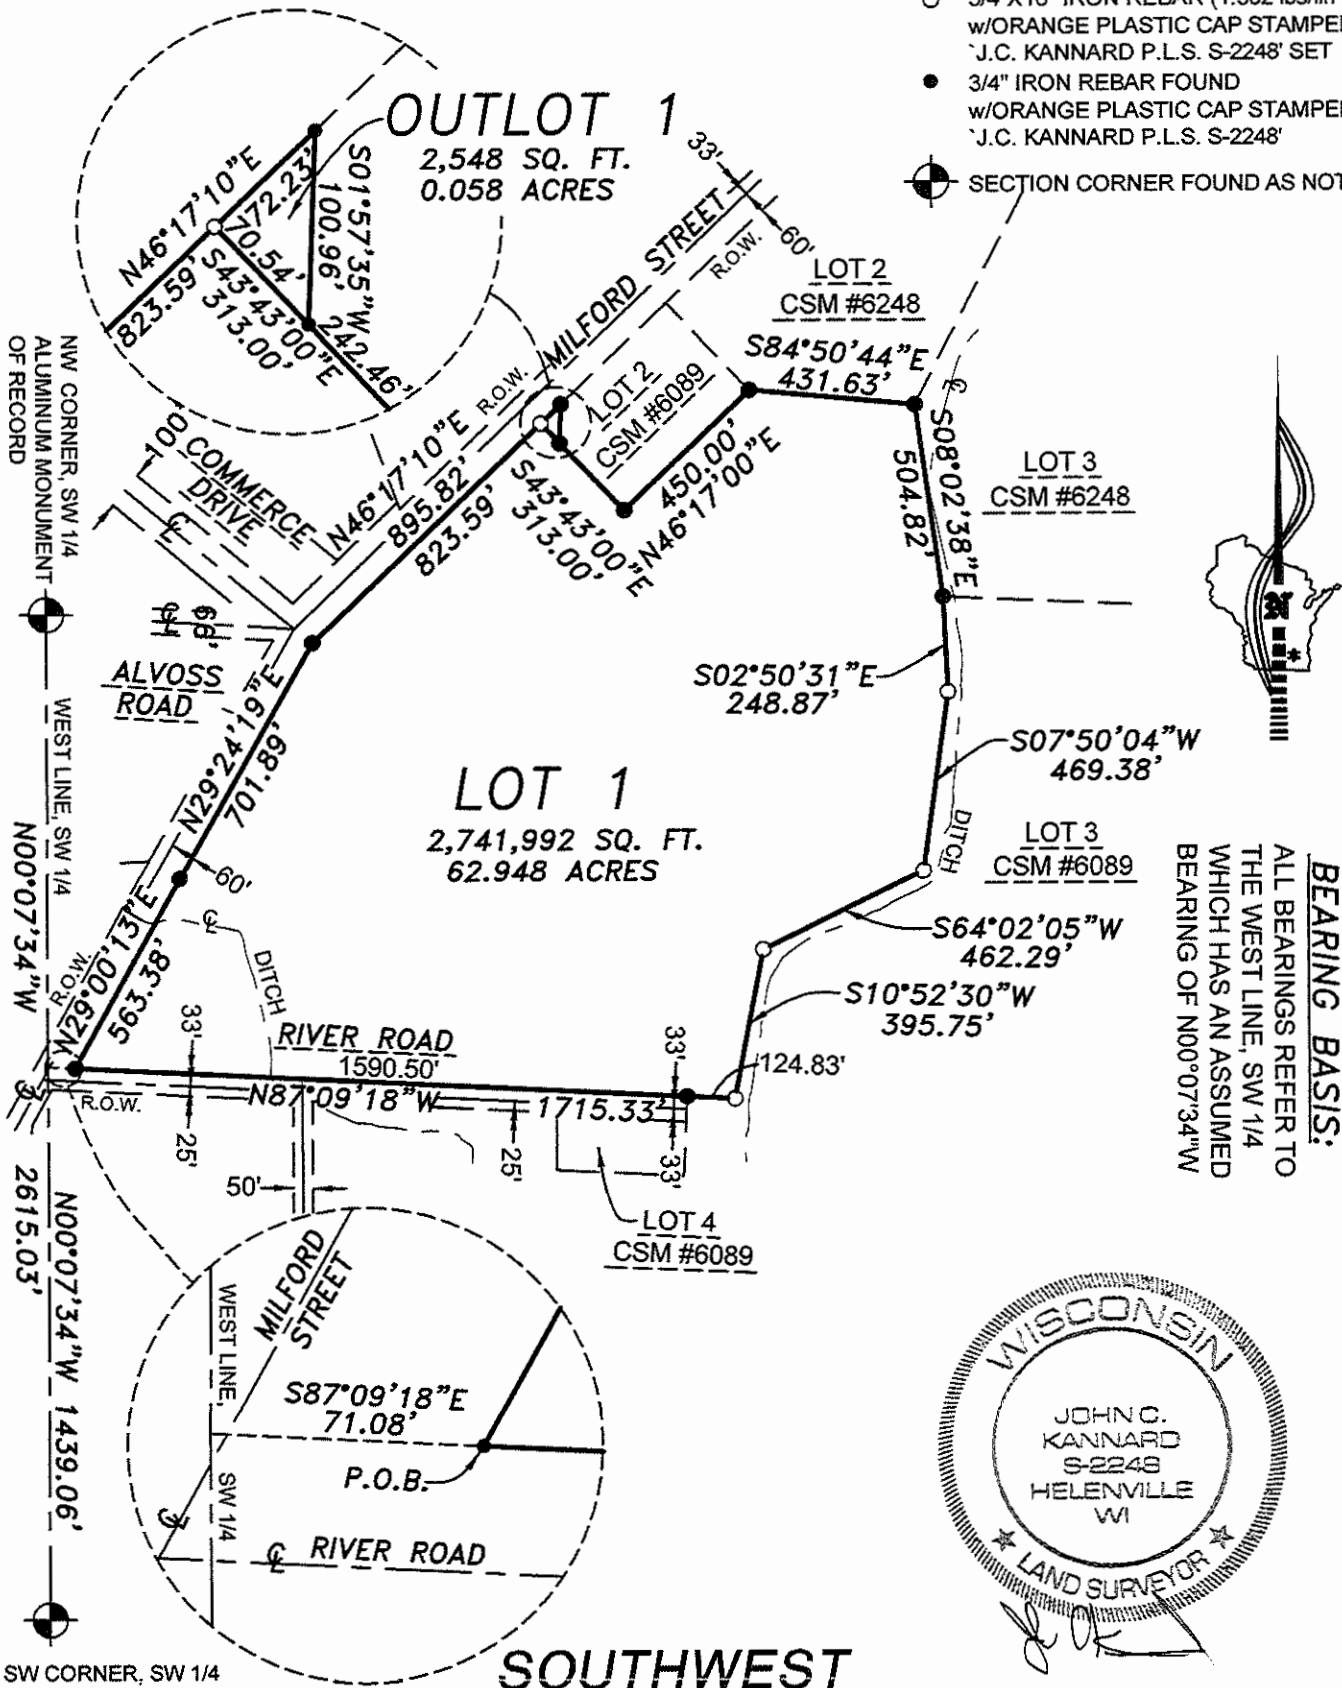 3/4"X18" IRON REBAR
w/ORANGE PLASTIC CAP STAMPED
`J.C. KANNARD P.L.S. S-2248' SET
3/4" IRON REBAR FOUND
w/ORANGE PLASTIC CAP STAMPED
`J.C. KANNARD P.L.S. S-2248'
SECTION CORNER FOUND AS NOT
OUTLOT 1
2,548 SQ. FT.
0.058 ACRES
N46°17'10"E
823.59'
72.23'
70.54'
S43°43'00"E
313.00'
S01°57'35"W
100.96'
242.46'
33'
60'
MILFORD STREET
R.O.W.
R.O.W.
LOT 2
CSM #6248
S84°50'44"E
431.63'
LOT 2
CSM #6089
450.00'
N46°17'00"E
S43°43'00"E
313.00'
N46°17'10"E
895.82'
823.59'
S08°02'38"E
504.82'
LOT 3
CSM #6248
NW CORNER, SW 1/4
ALUMINUM MONUMENT
OF RECORD
100'
COMMERCE
DRIVE
66'
ALVOSS
ROAD
WEST LINE, SW 1/4
N00°07'34"W
N29°24'19"E
701.89'
S02°50'31"E
248.87'
S07°50'04"W
469.38'
LOT 1
2,741,992 SQ. FT.
62.948 ACRES
DITCH
LOT 3
CSM #6089
BEARING BASIS:
ALL BEARINGS REFER TO
THE WEST LINE, SW 1/4
WHICH HAS AN ASSUMED
BEARING OF N00°07'34"W
60'
S64°02'05"W
462.29'
N29°00'13"E
563.38'
R.O.W.
DITCH
S10°52'30"W
395.75'
33'
RIVER ROAD
1590.50'
33'
124.83'
R.O.W.
N87°09'18"W
1715.33'
25'
25'
33'
50'
LOT 4
CSM #6089
N00°07'34"W 1439.06'
2615.03'
MILFORD
STREET
WEST LINE, SW 1/4
S87°09'18"E
71.08'
P.O.B.
RIVER ROAD
WISCONSIN
JOHN C.
KANNARD
S-2248
HELENVILLE
WI
LAND SURVEYOR
SW CORNER, SW 1/4
SOUTHWEST